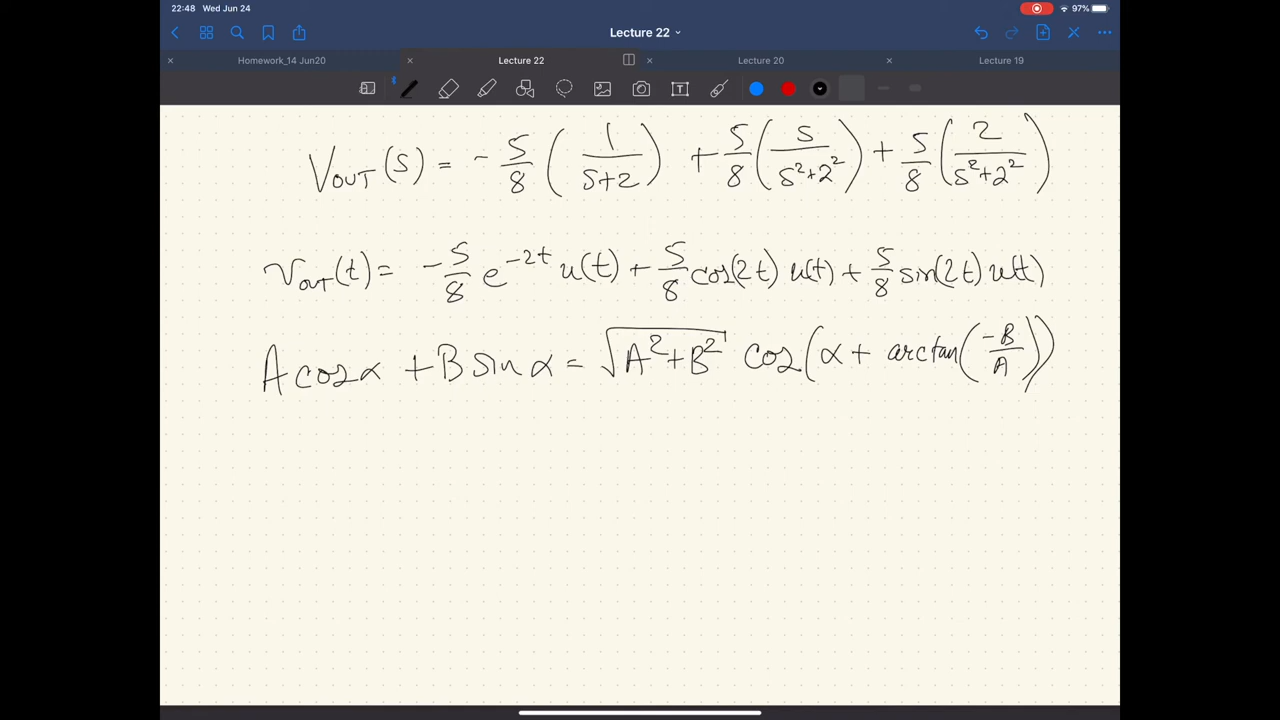 22:48 Wed Jun 24
97%
Lecture 22
Homework_14 Jun20
Lecture 22
Lecture 20
Lecture 19
T
V_OUT(s) = -5/8 (1/(s+2)) + 5/8 (s/(s²+2²)) + 5/8 (2/(s²+2²))
v_OUT(t) = -5/8 e^(-2t) u(t) + 5/8 cos(2t) u(t) + 5/8 sin(2t) u(t)
A cos α + B sin α = √(A²+B²) cos(α + arctan(-B/A))